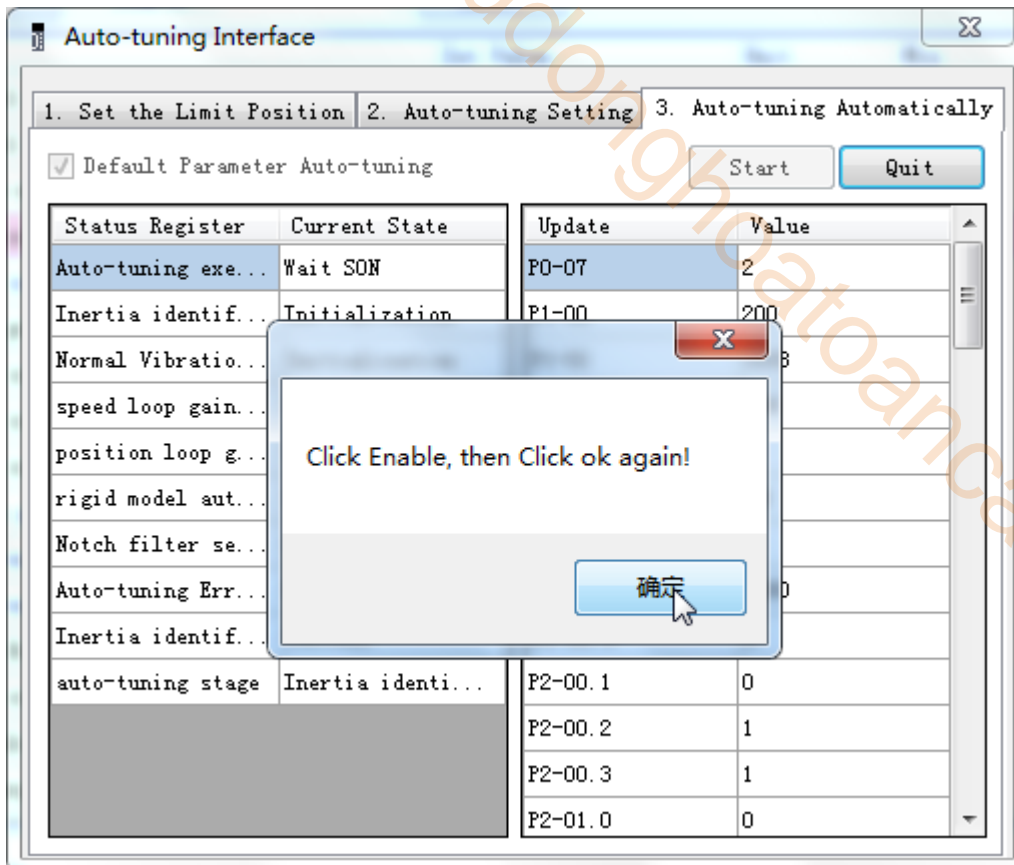 Auto-tuning Interface
1. Set the Limit Position 2. Auto-tuning Setting 3. Auto-tuning Automatically
Default Parameter Auto-tuning Start Quit
Status Register Current State Update Value
Auto-tuning exe... Wait SON P0-07 2
Inertia identif... Initialization P1-00 200
Normal Vibratio...
speed loop gain...
position loop g...
rigid model aut...
Notch filter se...
Auto-tuning Err...
Inertia identif...
auto-tuning stage Inertia identi... P2-00.1 0
P2-00.2 1
P2-00.3 1
P2-01.0 0
Click Enable, then Click ok again!
确定